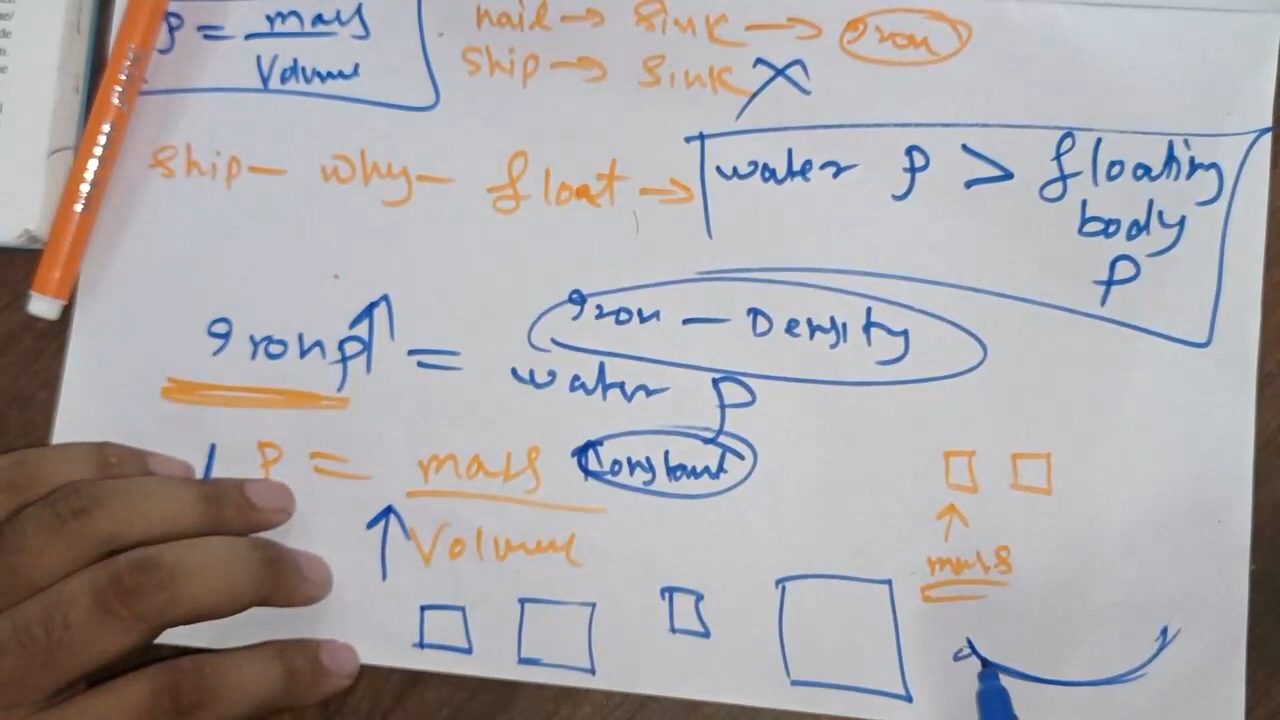 ρ = mass
Volume
nail → sink → iron
ship → sink X
ship - why - float → water ρ > floating
body
ρ
iron ρ ↑ = iron - Density
water ρ
ρ = mass Constant
↑ Volume
mass